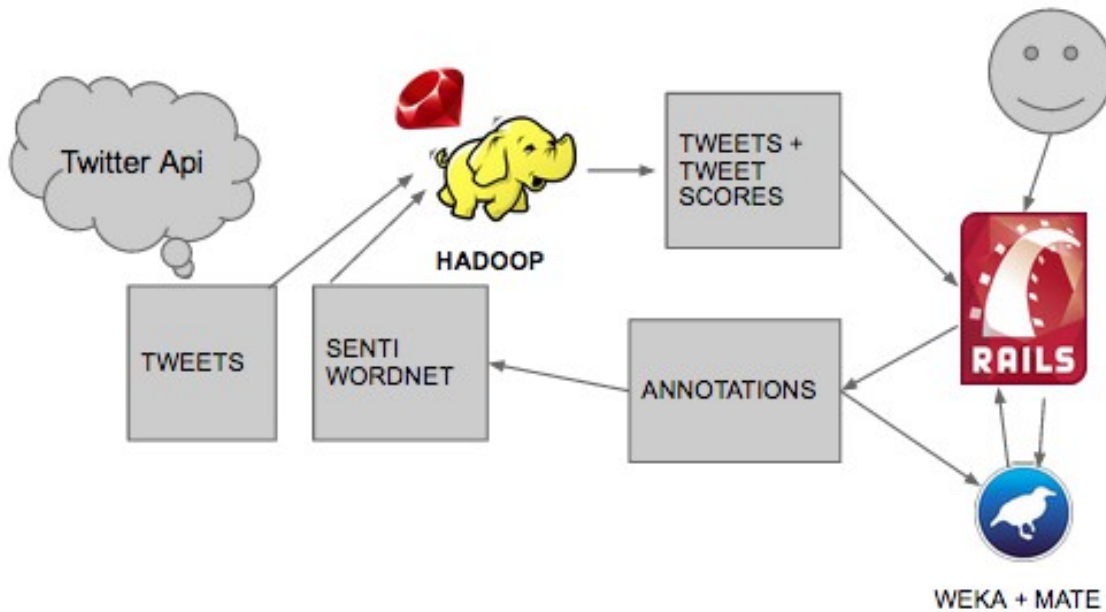 Twitter Api
TWEETS +
TWEET
SCORES
HADOOP
TWEETS
SENTI
WORDNET
ANNOTATIONS
RAILS
WEKA + MATE